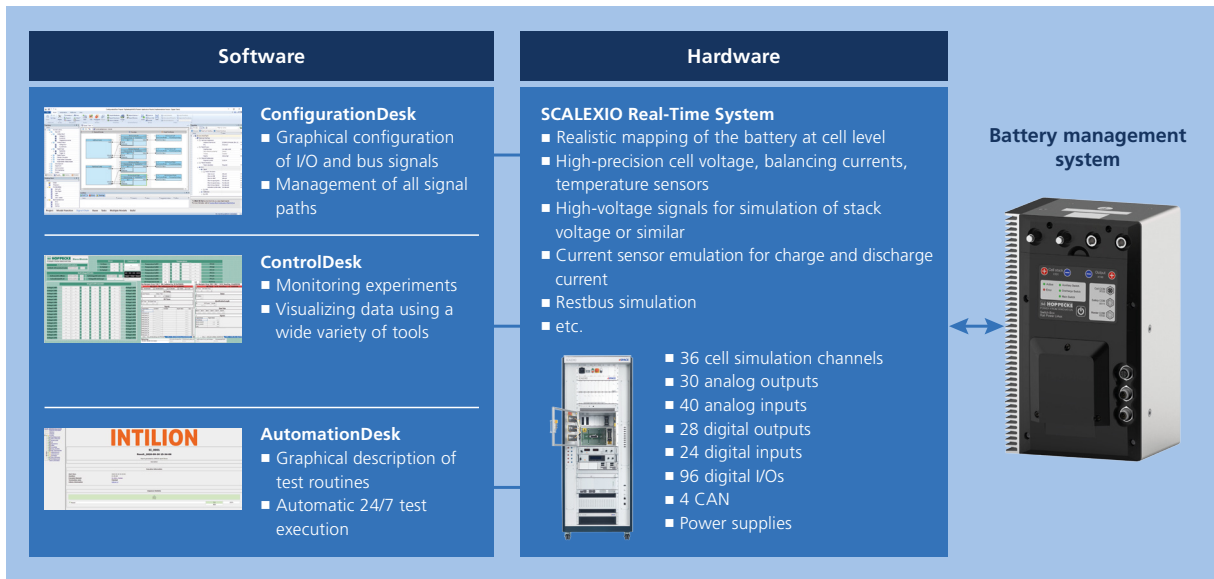 Software
ConfigurationDesk
■ Graphical configuration
of I/O and bus signals
■ Management of all signal
paths
HOPPECKE
ControlDesk
■ Monitoring experiments
■ Visualizing data using a
wide variety of tools
INTILION
AutomationDesk
■ Graphical description of
test routines
■ Automatic 24/7 test
execution
Hardware
SCALEXIO Real-Time System
■ Realistic mapping of the battery at cell level
■ High-precision cell voltage, balancing currents,
temperature sensors
■ High-voltage signals for simulation of stack
voltage or similar
■ Current sensor emulation for charge and discharge
current
■ Restbus simulation
■ etc.
■ 36 cell simulation channels
■ 30 analog outputs
■ 40 analog inputs
■ 28 digital outputs
■ 24 digital inputs
■ 96 digital I/Os
■ 4 CAN
■ Power supplies
Battery management
system
HOPPECKE